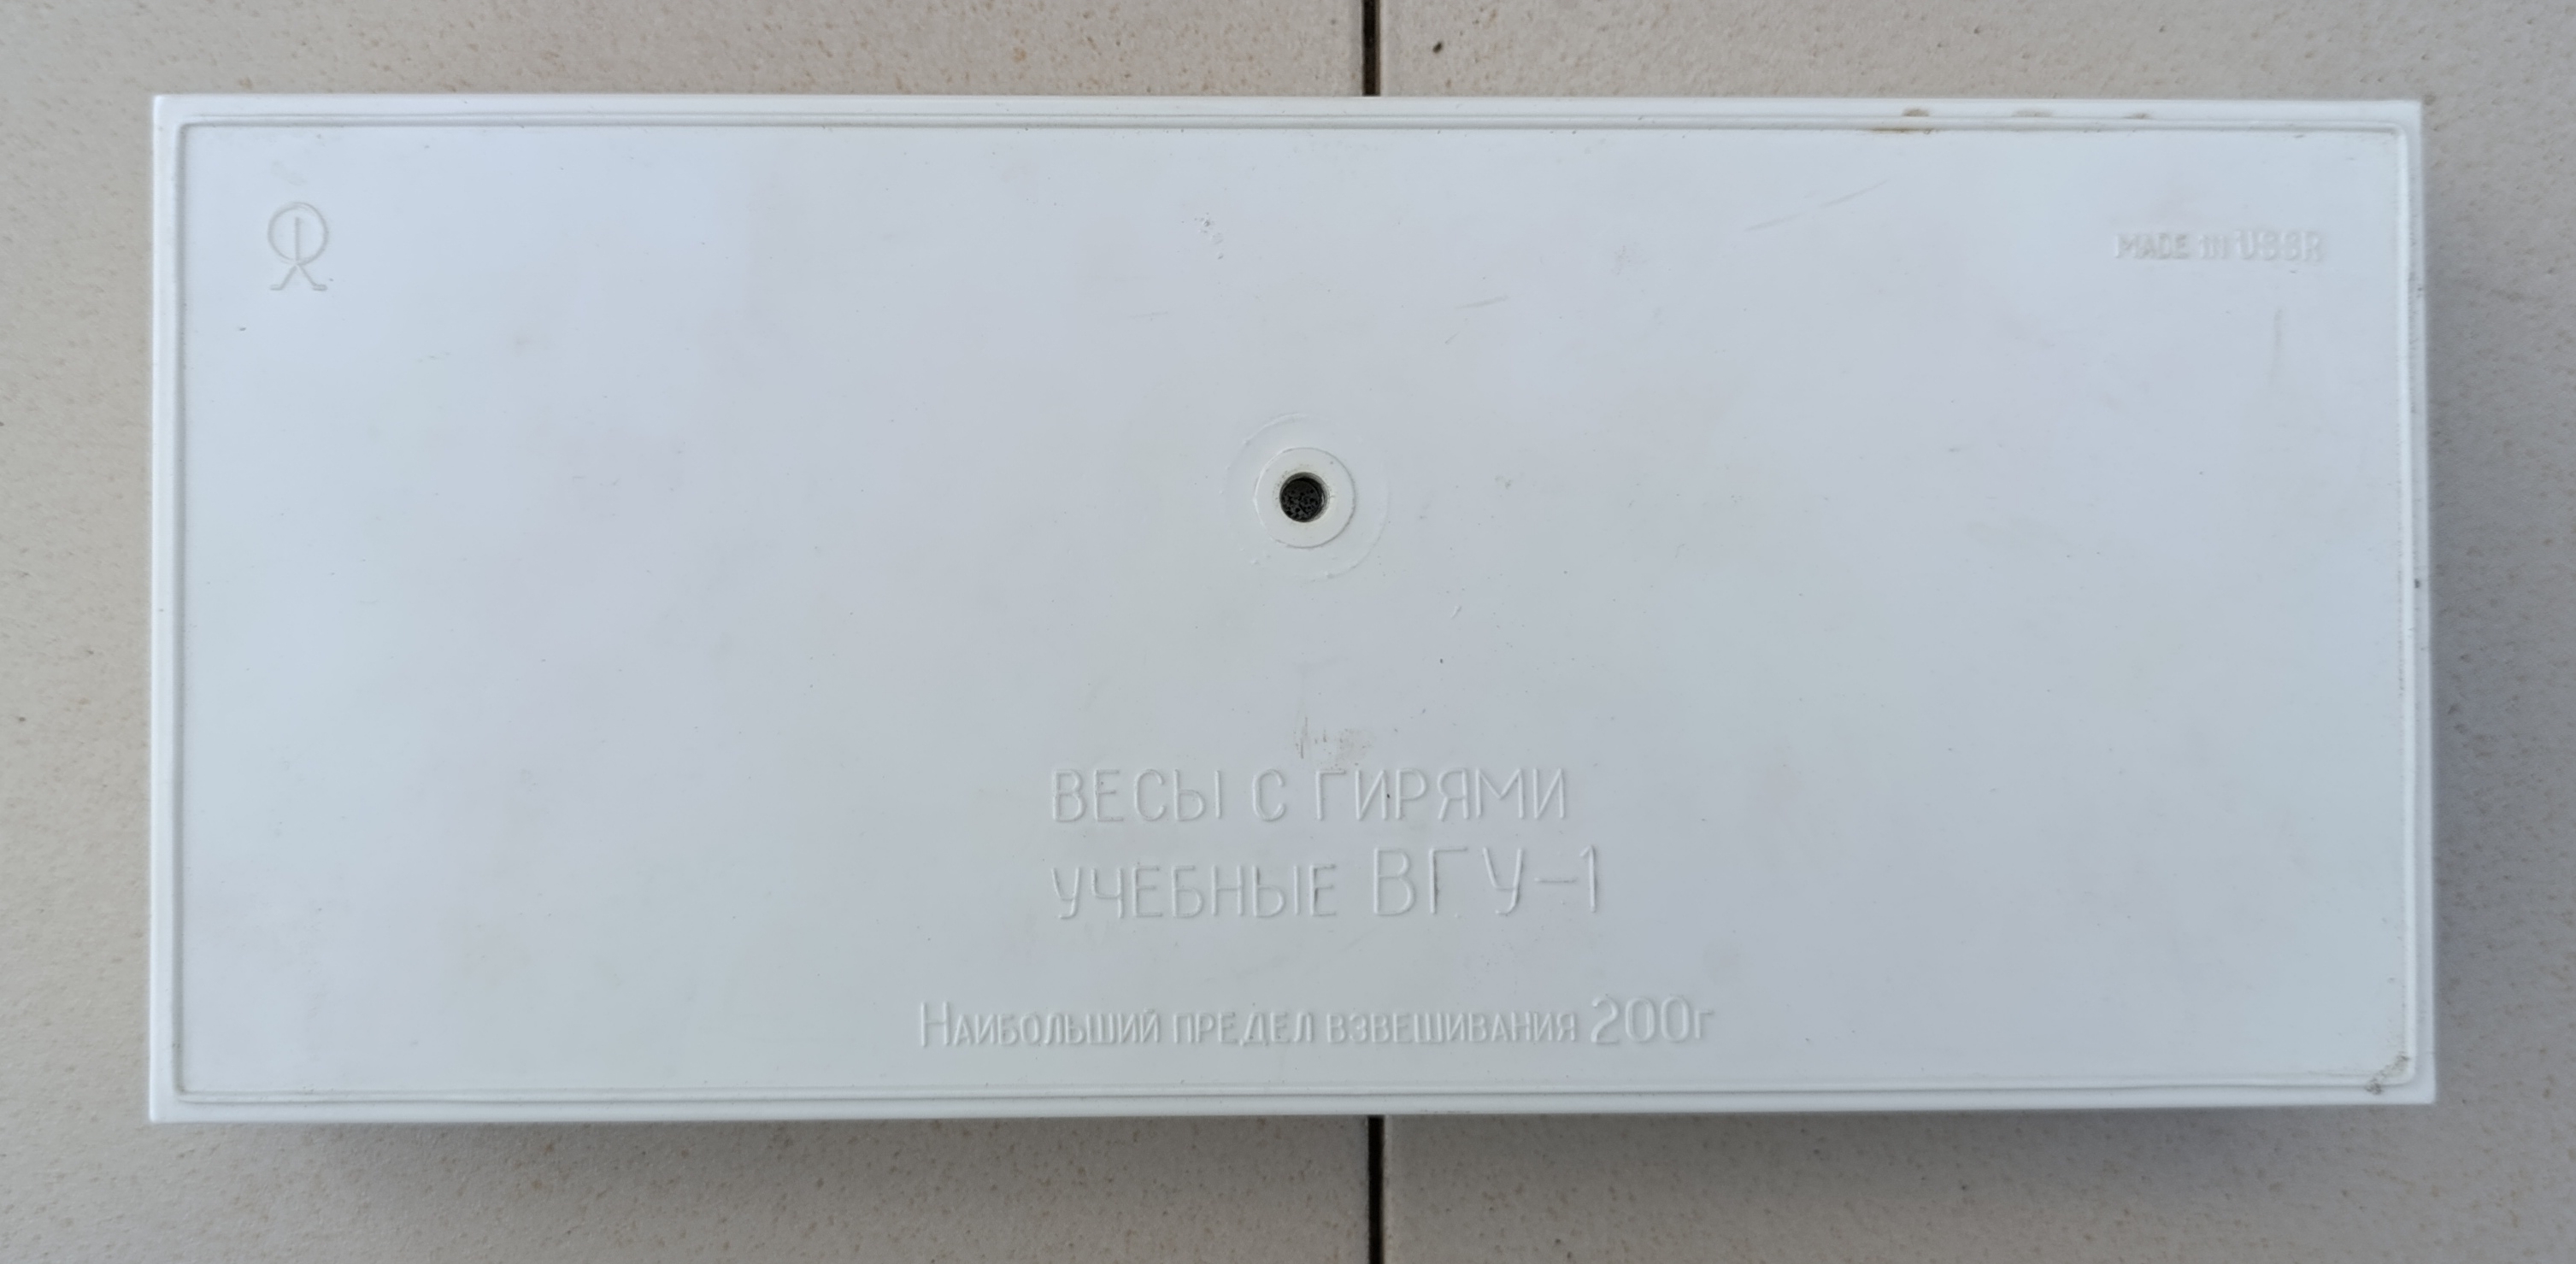 MADE IN USSR
ВЕСЫ С ГИРЯМИ
УЧЕБНЫЕ ВГУ-1
НАИБОЛЬШИЙ ПРЕДЕЛ ВЗВЕШИВАНИЯ 200г